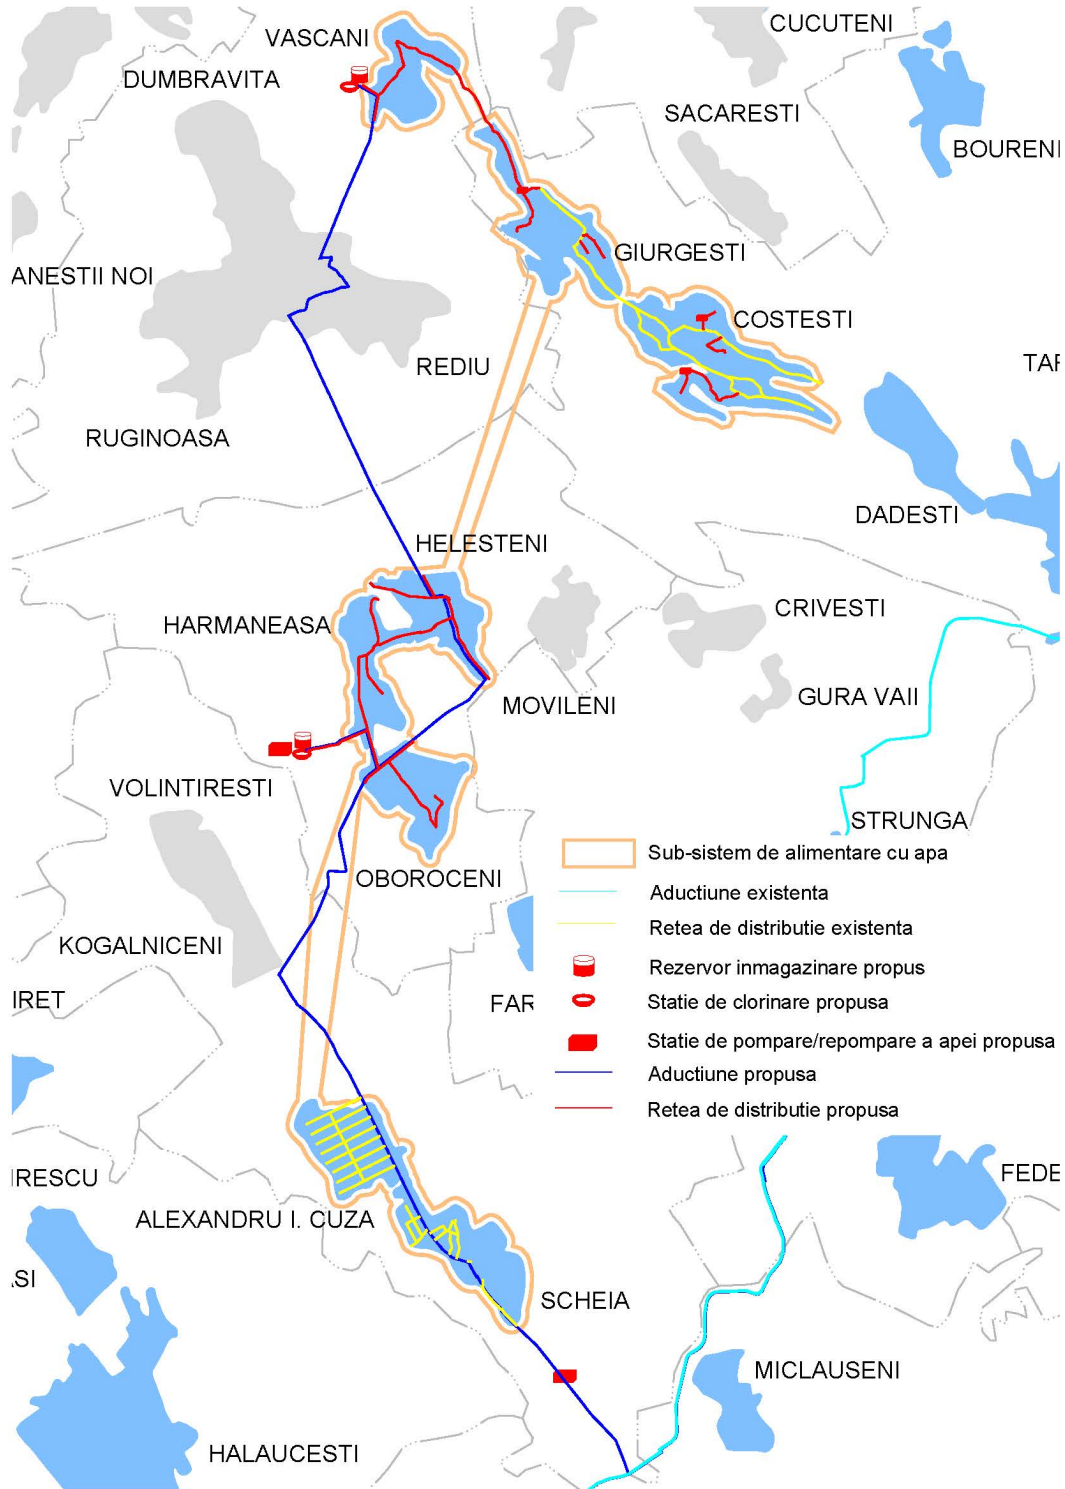 CUCUTENI
VASCANI
DUMBRAVITA
SACARESTI
BOURENI
GIURGESTI
ANESTII NOI
COSTESTI
REDIU
TAF
RUGINOASA
DADESTI
HELESTENI
CRIVESTI
HARMANEASA
GURA VAII
MOVILENI
VOLINTIRESTI
STRUNGA
Sub-sistem de alimentare cu apa
OBOROCENI
Aductiune existenta
Retea de distributie existenta
KOGALNICENI
Rezervor inmagazinare propus
IRET
FAR
Statie de clorinare propusa
Statie de pompare/repompare a apei propusa
Aductiune propusa
Retea de distributie propusa
IRESCU
FEDE
ALEXANDRU I. CUZA
ASI
SCHEIA
MICLAUSENI
HALAUCESTI